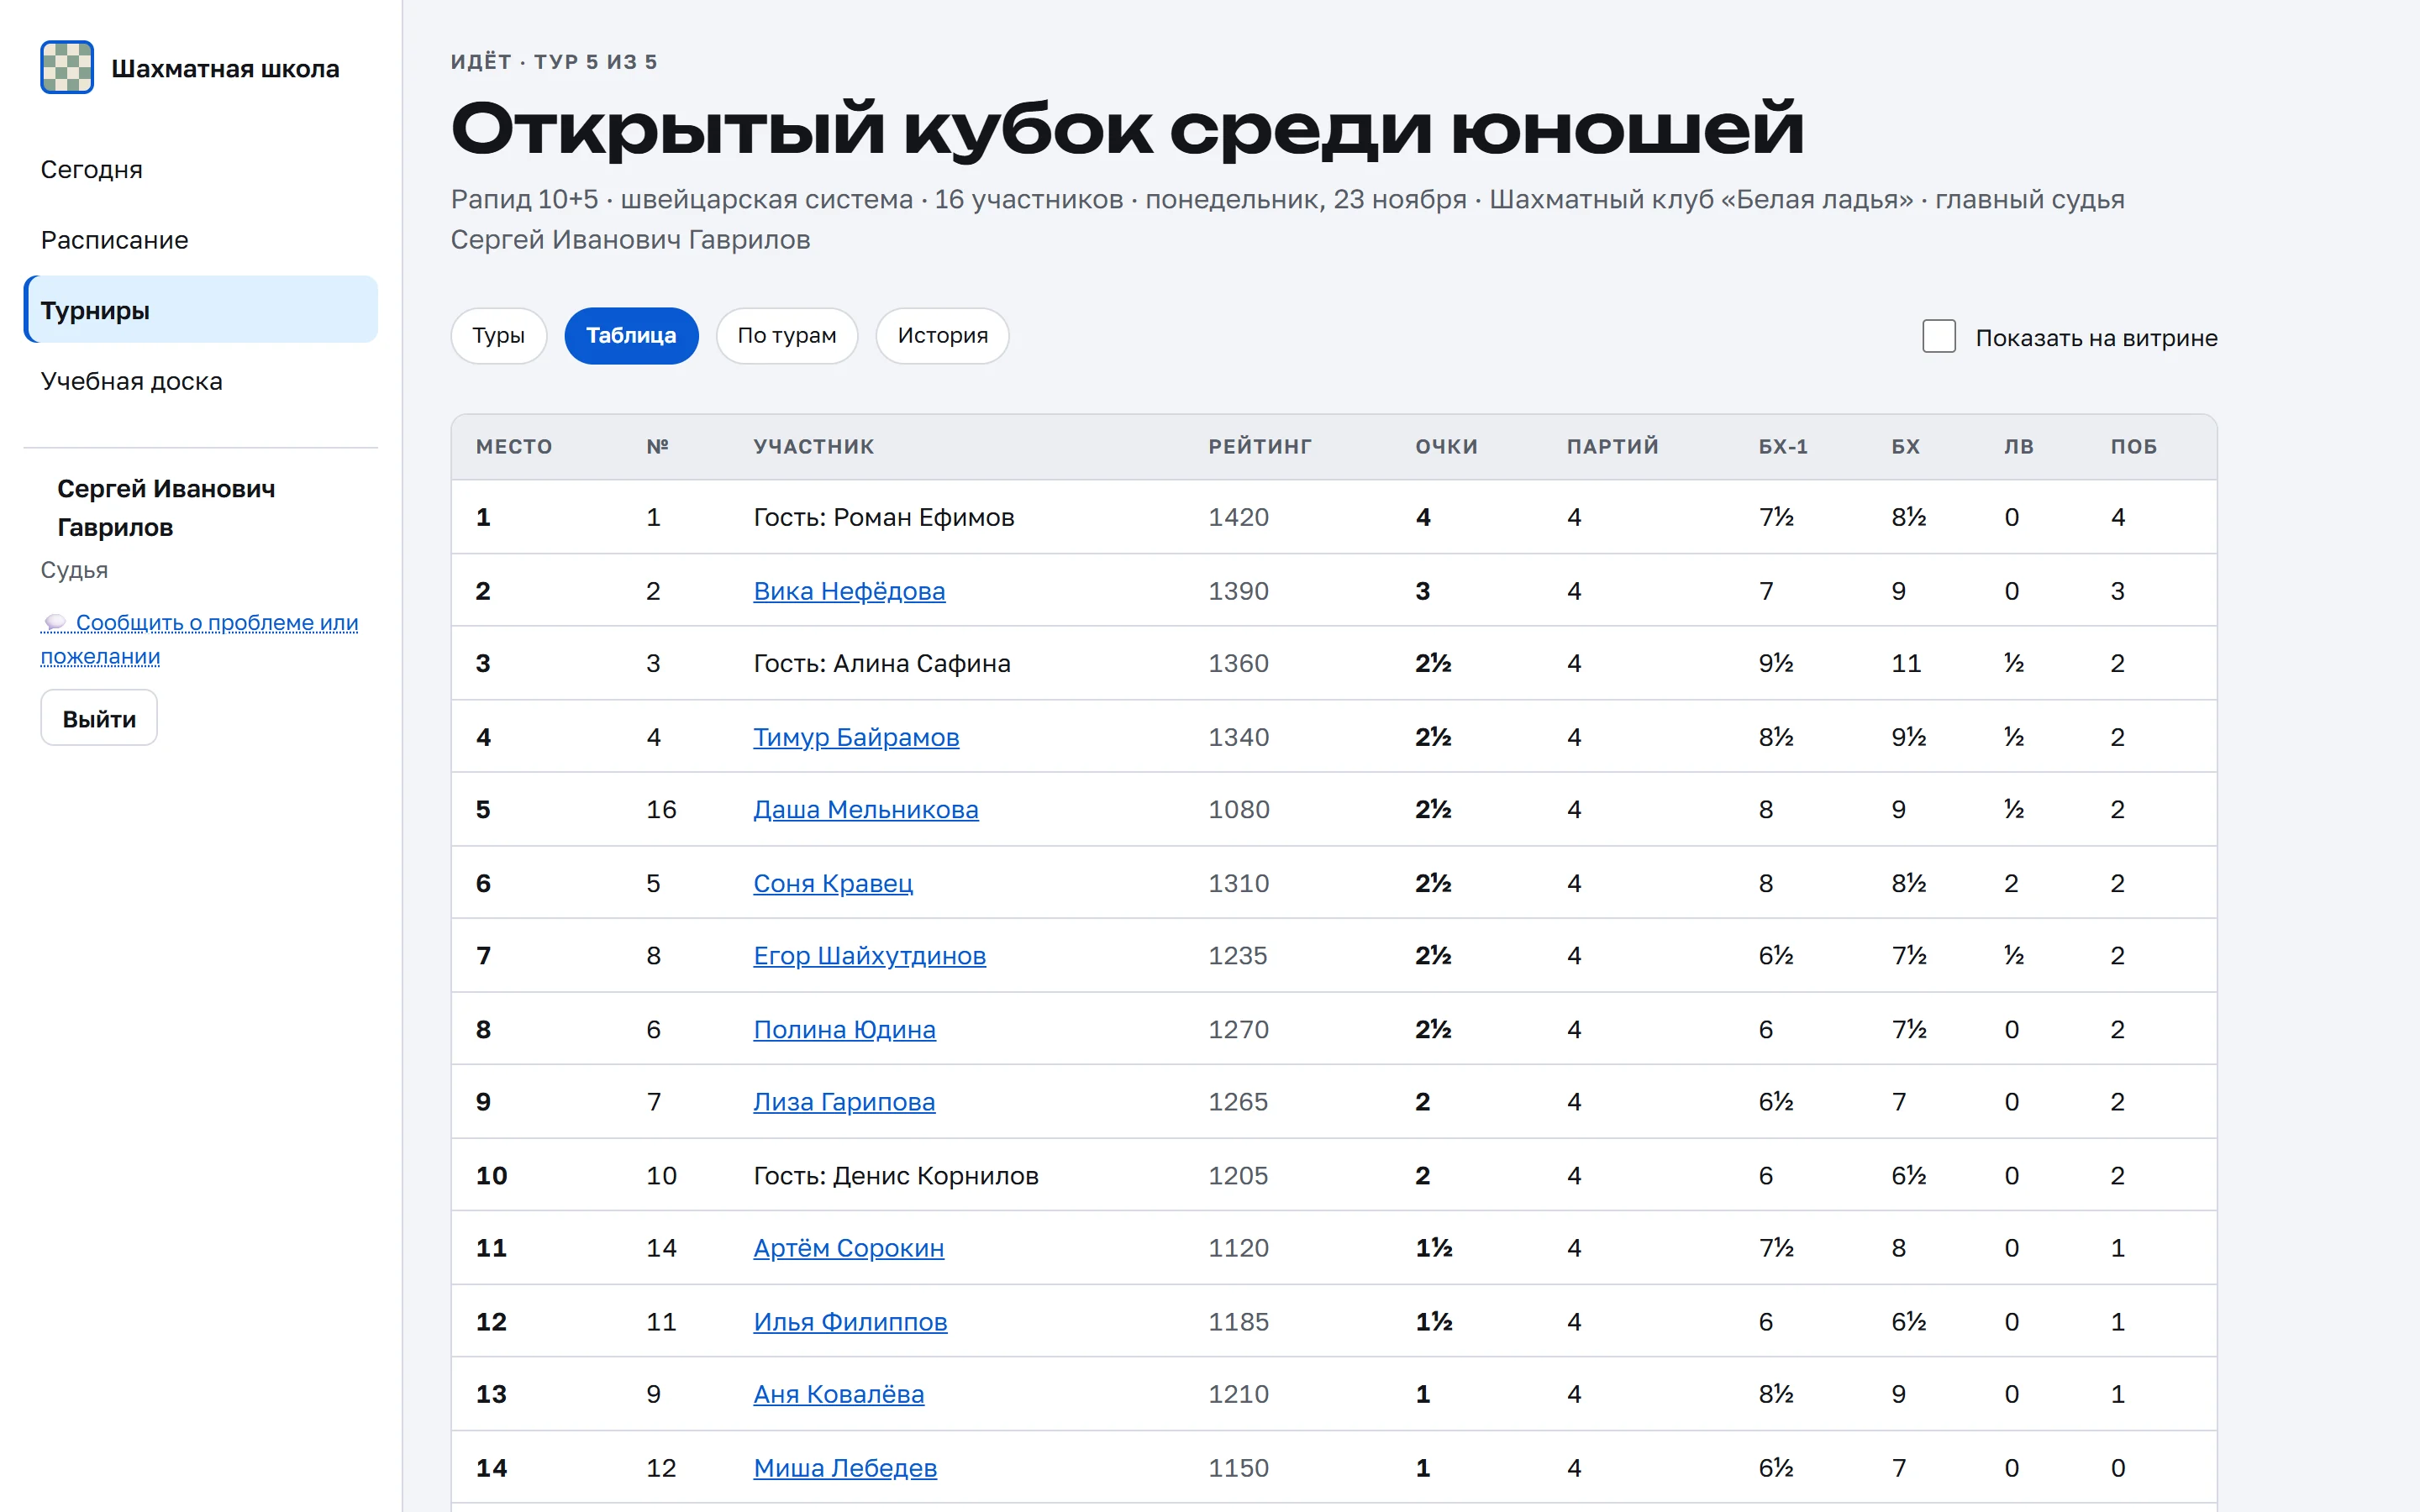 Шахматная школа
Сегодня
Расписание
Турниры
Учебная доска
Сергей Иванович
Гаврилов
Судья
Сообщить о проблеме или
пожелании
Выйти
ИДЁТ · ТУР 5 ИЗ 5
Открытый кубок среди юношей
Рапид 10+5 · швейцарская система · 16 участников · понедельник, 23 ноября · Шахматный клуб «Белая ладья» · главный судья
Сергей Иванович Гаврилов
Туры Таблица По турам История Показать на витрине
МЕСТО № УЧАСТНИК РЕЙТИНГ ОЧКИ ПАРТИЙ БХ-1 БХ ЛВ ПОБ
1 1 Гость: Роман Ефимов 1420 4 4 7½ 8½ 0 4
2 2 Вика Нефёдова 1390 3 4 7 9 0 3
3 3 Гость: Алина Сафина 1360 2½ 4 9½ 11 ½ 2
4 4 Тимур Байрамов 1340 2½ 4 8½ 9½ ½ 2
5 16 Даша Мельникова 1080 2½ 4 8 9 ½ 2
6 5 Соня Кравец 1310 2½ 4 8 8½ 2 2
7 8 Егор Шайхутдинов 1235 2½ 4 6½ 7½ ½ 2
8 6 Полина Юдина 1270 2½ 4 6 7½ 0 2
9 7 Лиза Гарипова 1265 2 4 6½ 7 0 2
10 10 Гость: Денис Корнилов 1205 2 4 6 6½ 0 2
11 14 Артём Сорокин 1120 1½ 4 7½ 8 0 1
12 11 Илья Филиппов 1185 1½ 4 6 6½ 0 1
13 9 Аня Ковалёва 1210 1 4 8½ 9 0 1
14 12 Миша Лебедев 1150 1 4 6½ 7 0 0